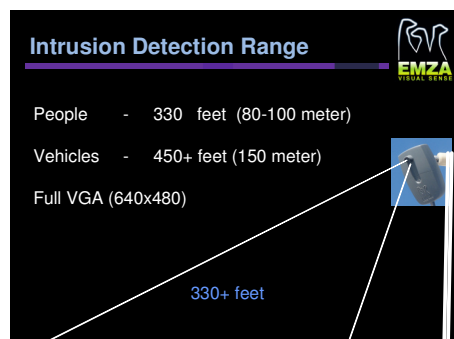 Intrusion Detection Range
EMZA
VISUAL SENSE
People - 330 feet (80-100 meter)
Vehicles - 450+ feet (150 meter)
Full VGA (640x480)
330+ feet